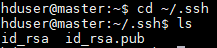 hduser@master:~$ cd ~/.ssh
hduser@master:~/.ssh$ ls
id_rsa  id_rsa.pub